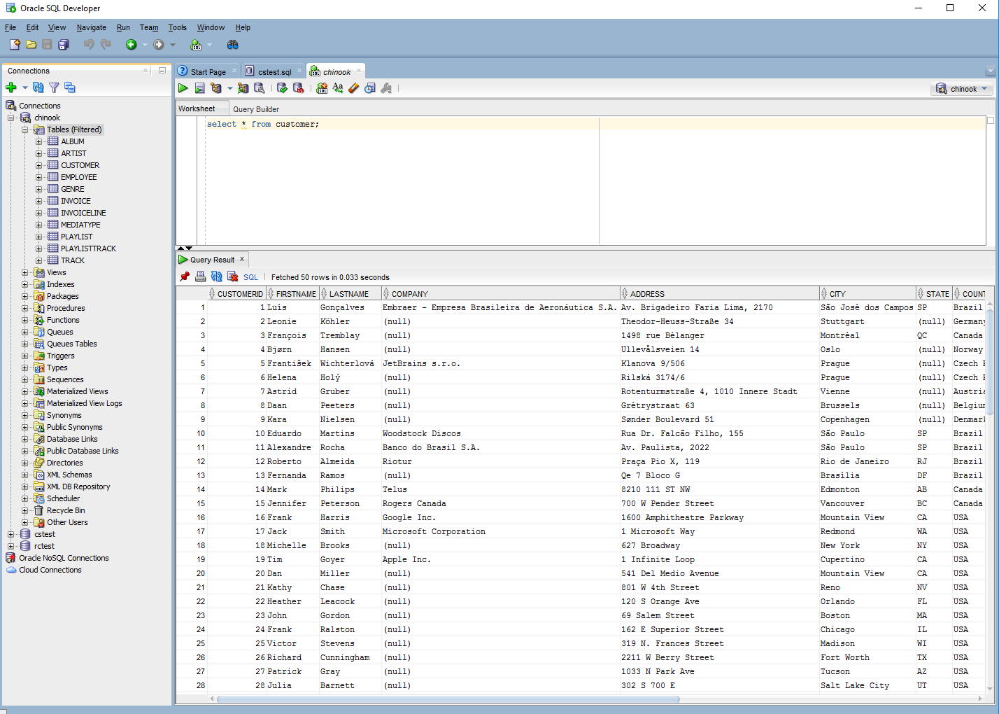 Oracle SQL Developer
File Edit View Navigate Run Team Tools Window Help
Connections
Start Page cstest.sql chinook
chinook
Worksheet Query Builder
select * from customer;
Connections
chinook
Tables (Filtered)
ALBUM
ARTIST
CUSTOMER
EMPLOYEE
GENRE
INVOICE
INVOICELINE
MEDIATYPE
PLAYLIST
PLAYLISTTRACK
TRACK
Views
Indexes
Packages
Procedures
Functions
Queues
Queues Tables
Triggers
Types
Sequences
Materialized Views
Materialized View Logs
Synonyms
Public Synonyms
Database Links
Public Database Links
Directories
XML Schemas
XML DB Repository
Scheduler
Recycle Bin
Other Users
cstest
rctest
Oracle NoSQL Connections
Cloud Connections
Query Result x
SQL Fetched 50 rows in 0.033 seconds
CUSTOMERID FIRSTNAME LASTNAME COMPANY ADDRESS CITY STATE COUNT
1 1 Luís Gonçalves Embraer - Empresa Brasileira de Aeronáutica S.A. Av. Brigadeiro Faria Lima, 2170 São José dos Campos SP Brazil
2 2 Leonie Köhler (null) Theodor-Heuss-Straße 34 Stuttgart (null) Germany
3 3 François Tremblay (null) 1498 rue Bélanger Montréal QC Canada
4 4 Bjørn Hansen (null) Ullevålsveien 14 Oslo (null) Norway
5 5 František Wichterlová JetBrains s.r.o. Klanova 9/506 Prague (null) Czech
6 6 Helena Holý (null) Rilská 3174/6 Prague (null) Czech
7 7 Astrid Gruber (null) Rotenturmstraße 4, 1010 Innere Stadt Vienne (null) Austria
8 8 Daan Peeters (null) Grétrystraat 63 Brussels (null) Belgium
9 9 Kara Nielsen (null) Sønder Boulevard 51 Copenhagen (null) Denmark
10 10 Eduardo Martins Woodstock Discos Rua Dr. Falcão Filho, 155 São Paulo SP Brazil
11 11 Alexandre Rocha Banco do Brasil S.A. Av. Paulista, 2022 São Paulo SP Brazil
12 12 Roberto Almeida Riotur Praça Pio X, 119 Rio de Janeiro RJ Brazil
13 13 Fernanda Ramos (null) Qe 7 Bloco G Brasília DF Brazil
14 14 Mark Philips Telus 8210 111 ST NW Edmonton AB Canada
15 15 Jennifer Peterson Rogers Canada 700 W Pender Street Vancouver BC Canada
16 16 Frank Harris Google Inc. 1600 Amphitheatre Parkway Mountain View CA USA
17 17 Jack Smith Microsoft Corporation 1 Microsoft Way Redmond WA USA
18 18 Michelle Brooks (null) 627 Broadway New York NY USA
19 19 Tim Goyer Apple Inc. 1 Infinite Loop Cupertino CA USA
20 20 Dan Miller (null) 541 Del Medio Avenue Mountain View CA USA
21 21 Kathy Chase (null) 801 W 4th Street Reno NV USA
22 22 Heather Leacock (null) 120 S Orange Ave Orlando FL USA
23 23 John Gordon (null) 69 Salem Street Boston MA USA
24 24 Frank Ralston (null) 162 E Superior Street Chicago IL USA
25 25 Victor Stevens (null) 319 N. Frances Street Madison WI USA
26 26 Richard Cunningham (null) 2211 W Berry Street Fort Worth TX USA
27 27 Patrick Gray (null) 1033 N Park Ave Tucson AZ USA
28 28 Julia Barnett (null) 302 S 700 E Salt Lake City UT USA